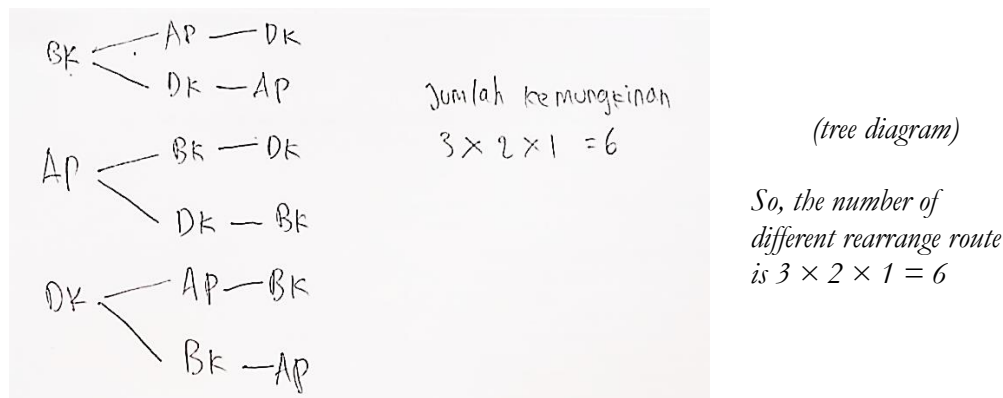 BK AP — DK
DK — AP
AP BK — DK
DK — BK
DK AP — BK
BK — AP
Jumlah kemungkinan
3 × 2 × 1 = 6
(tree diagram)
So, the number of
different rearrange route
is 3 × 2 × 1 = 6